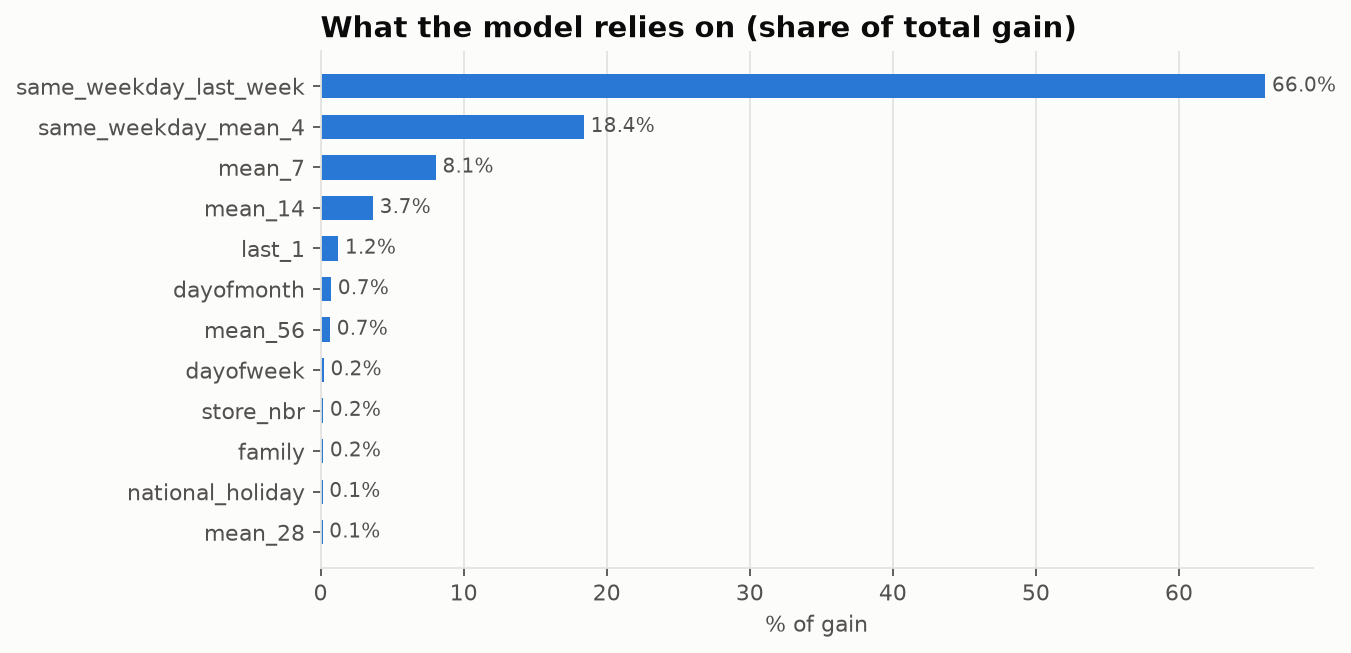 What the model relies on (share of total gain)
same_weekday_last_week 66.0%
same_weekday_mean_4 18.4%
mean_7 8.1%
mean_14 3.7%
last_1 1.2%
dayofmonth 0.7%
mean_56 0.7%
dayofweek 0.2%
store_nbr 0.2%
family 0.2%
national_holiday 0.1%
mean_28 0.1%
0 10 20 30 40 50 60
% of gain